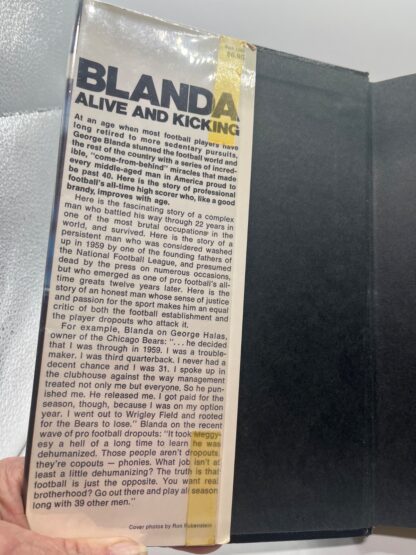 $6.95
BLANDA
ALIVE AND KICKING
At an age when most football players have
long retired to more sedentary pursuits,
George Blanda stunned the football world and
the rest of the country with a series of incred-
ible, "come-from-behind" miracles that made
every middle-aged man in America proud to
be past 40. Here is the story of professional
football's all-time high scorer who, like a good
brandy, improves with age.
Here is the fascinating story of a complex
man who battled his way through 22 years in
one of the most brutal occupations in the
world, and survived. Here is the story of a
persistent man who was considered washed
up in 1959 by one of the founding fathers of
the National Football League, and presumed
dead by the press on numerous occasions,
but who emerged as one of pro football's all-
time greats twelve years later. Here is the
story of an honest man whose sense of justice
and passion for the sport makes him an equal
critic of both the football establishment and
the player dropouts who attack it.
For example, Blanda on George Halas,
owner of the Chicago Bears: ". . . he decided
that I was through in 1959. I was a trouble-
maker. I was third quarterback. I never had a
decent chance and I was 31. I spoke up in
the clubhouse against the way management
treated not only me but everyone. So he pun-
ished me. He released me. I got paid for the
season, though, because I was on my option
year. I went out to Wrigley Field and rooted
for the Bears to lose." Blanda on the recent
wave of pro football dropouts: "It took Meggy-
esy a hell of a long time to learn he was
dehumanized. Those people aren't dropouts,
they're copouts — phonies. What job isn't at
least a little dehumanizing? The truth is that
football is just the opposite. You want real
brotherhood? Go out there and play all season
long with 39 other men."
Cover photos by Ron Rubenstein